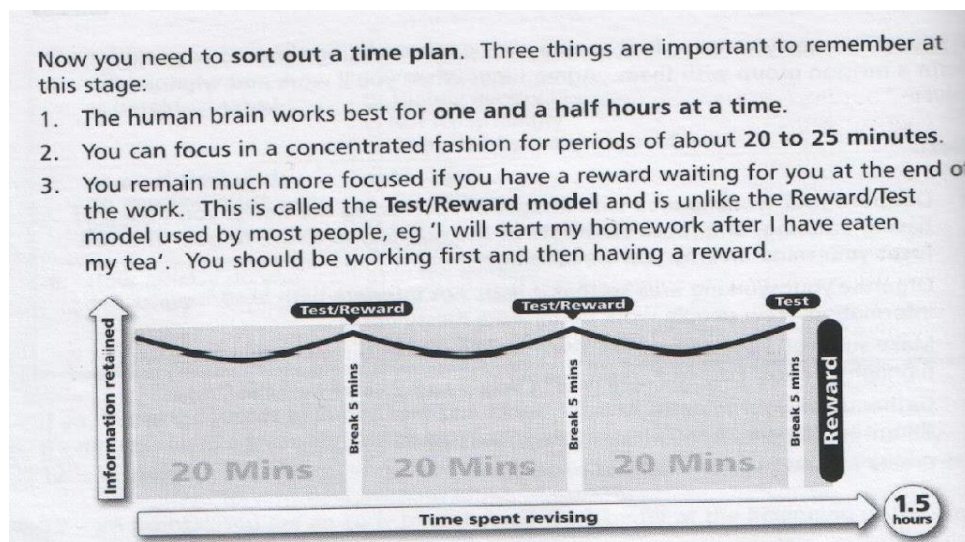 Now you need to sort out a time plan. Three things are important to remember at
this stage:
1. The human brain works best for one and a half hours at a time.
2. You can focus in a concentrated fashion for periods of about 20 to 25 minutes.
3. You remain much more focused if you have a reward waiting for you at the end of
the work. This is called the Test/Reward model and is unlike the Reward/Test
model used by most people, eg 'I will start my homework after I have eaten
my tea'. You should be working first and then having a reward.
Test/Reward
Test/Reward
Test
Information retained
20 Mins
Break 5 mins
20 Mins
Break 5 mins
20 Mins
Break 5 mins
Reward
Time spent revising
1.5
hours